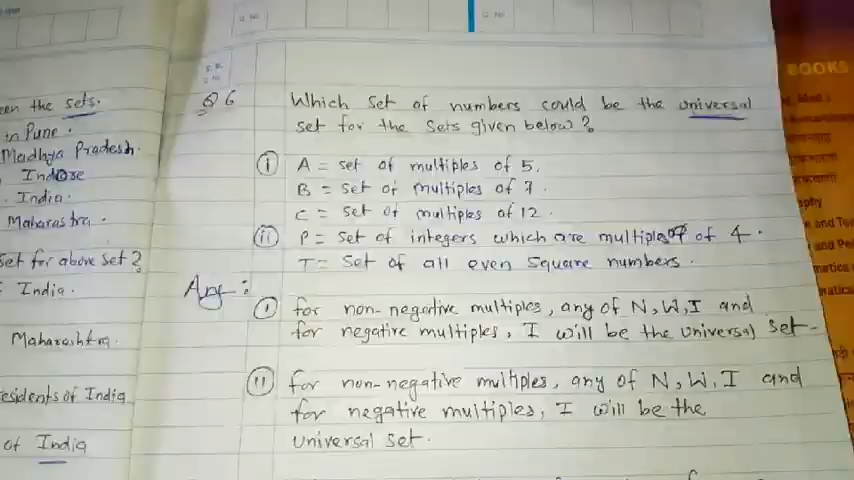 Q. No
Q. No
een the sets.
in Pune.
Madhya Pradesh.
Indore
India.
Maharastra.
set for above set?
India.
Maharashtra.
esidents of India
of India
Q6 Which set of numbers could be the universal
set for the sets given below?
(i) A = set of multiples of 5.
B = set of multiples of 7.
C = set of multiples of 12.
(ii) P = set of integers which are multiples of of 4.
T = set of all even square numbers.
Ans:
(i) for non-negative multiples, any of N, W, I and
for negative multiples, I will be the universal set-
(ii) for non-negative multiples, any of N, W, I and
for negative multiples, I will be the
universal set.
BOOKS